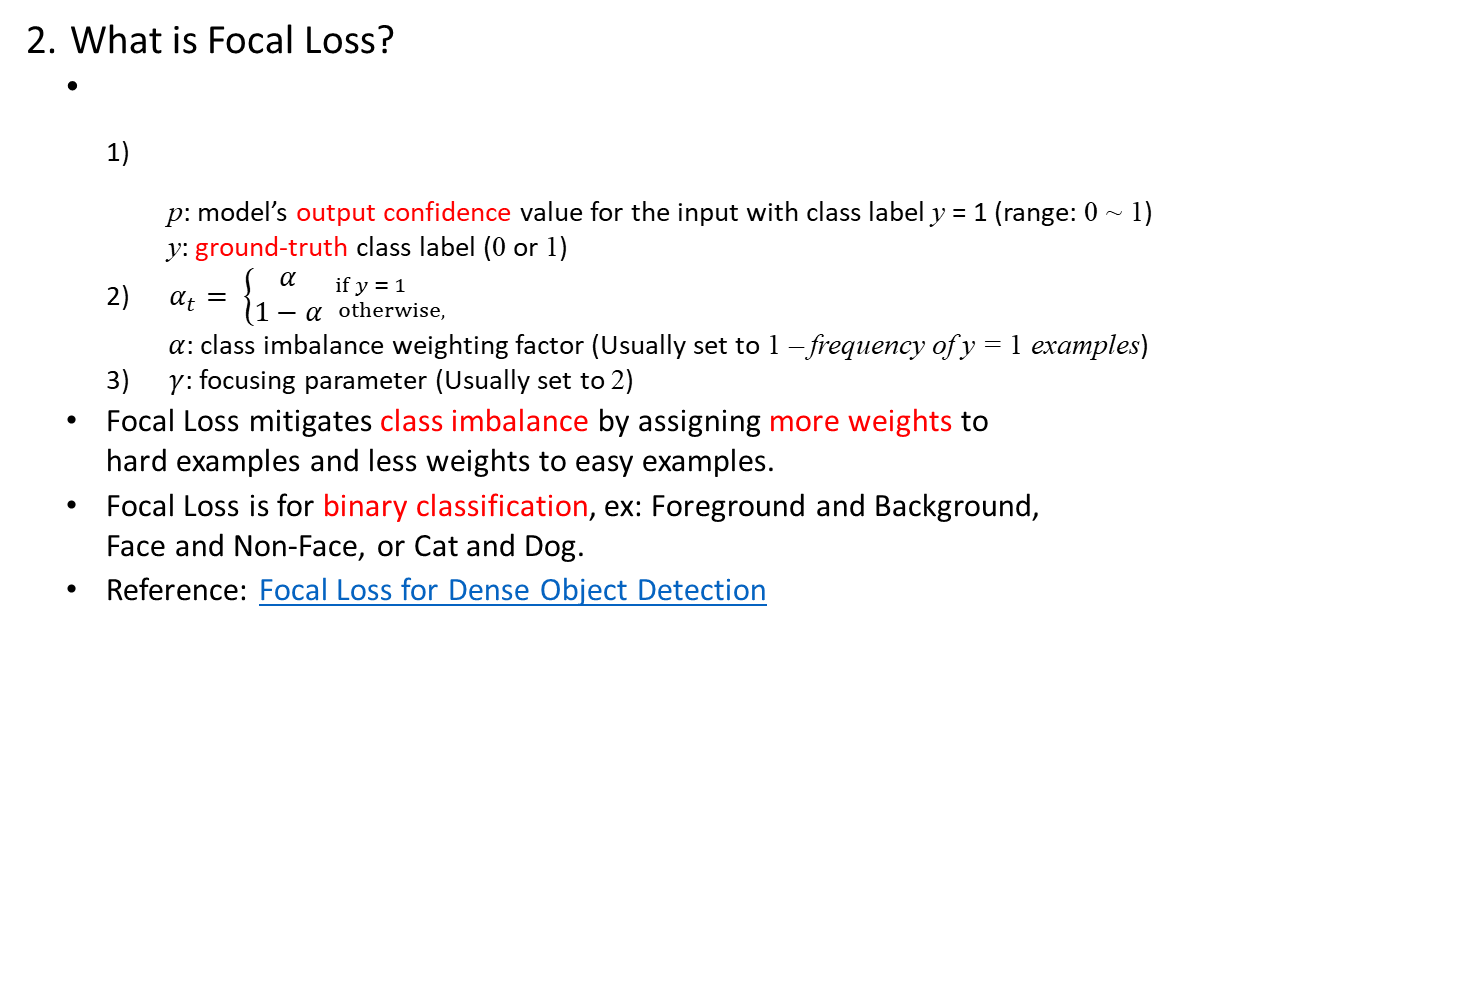 2. What is Focal Loss?
•
1)
p: model’s output confidence value for the input with class label y = 1 (range: 0 ~ 1)
y: ground-truth class label (0 or 1)
2) αt = { α if y = 1
1 − α otherwise,
α: class imbalance weighting factor (Usually set to 1 – frequency of y = 1 examples)
3) γ: focusing parameter (Usually set to 2)
• Focal Loss mitigates class imbalance by assigning more weights to
hard examples and less weights to easy examples.
• Focal Loss is for binary classification, ex: Foreground and Background,
Face and Non-Face, or Cat and Dog.
• Reference: Focal Loss for Dense Object Detection